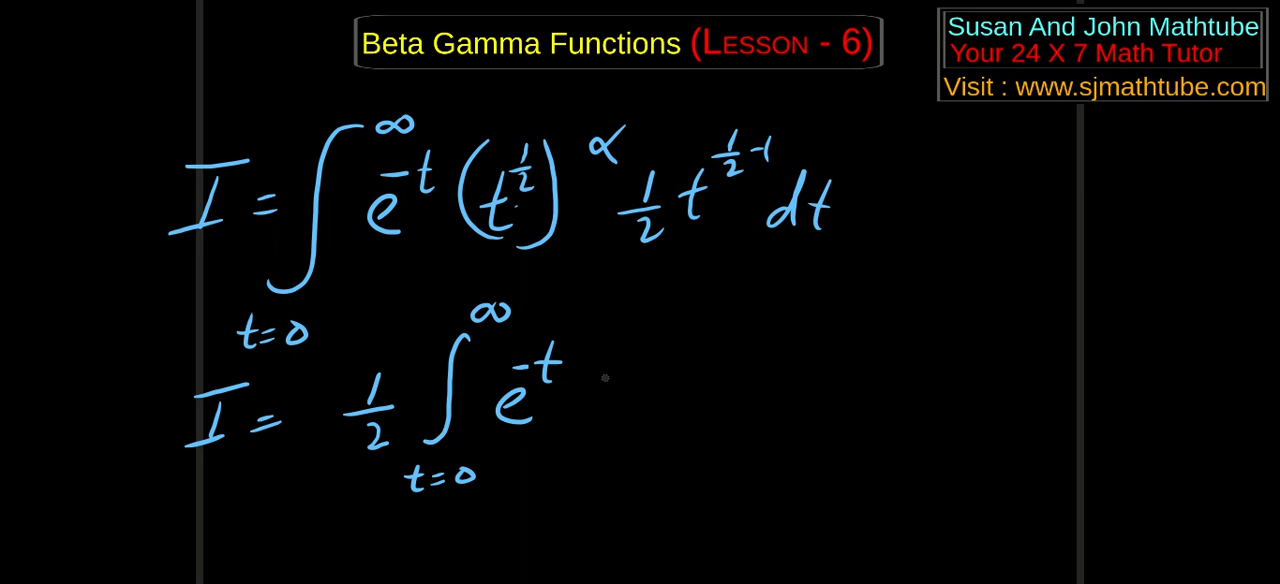 Beta Gamma Functions (LESSON - 6)
Susan And John Mathtube
Your 24 X 7 Math Tutor
Visit : www.sjmathtube.com
I = ∫_{t=0}^{∞} e^{-t} (t^{1/2})^{α} 1/2 t^{1/2 -1} dt
I = 1/2 ∫_{t=0}^{∞} e^{-t}